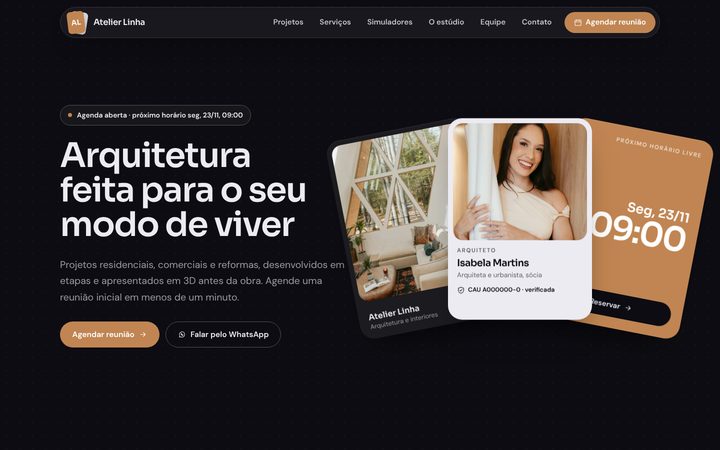 AL
Atelier Linha
Projetos
Serviços
Simuladores
O estúdio
Equipe
Contato
Agendar reunião
Agenda aberta · próximo horário seg, 23/11, 09:00
Arquitetura
feita para o seu
modo de viver
Projetos residenciais, comerciais e reformas, desenvolvidos em
etapas e apresentados em 3D antes da obra. Agende uma
reunião inicial em menos de um minuto.
Agendar reunião →
Falar pelo WhatsApp
Atelier Linha
Arquitetura e interiores
ARQUITETO
Isabela Martins
Arquiteta e urbanista, sócia
CAU A000000-0 · verificada
PRÓXIMO HORÁRIO LIVRE
Seg, 23/11
09:00
Reservar →